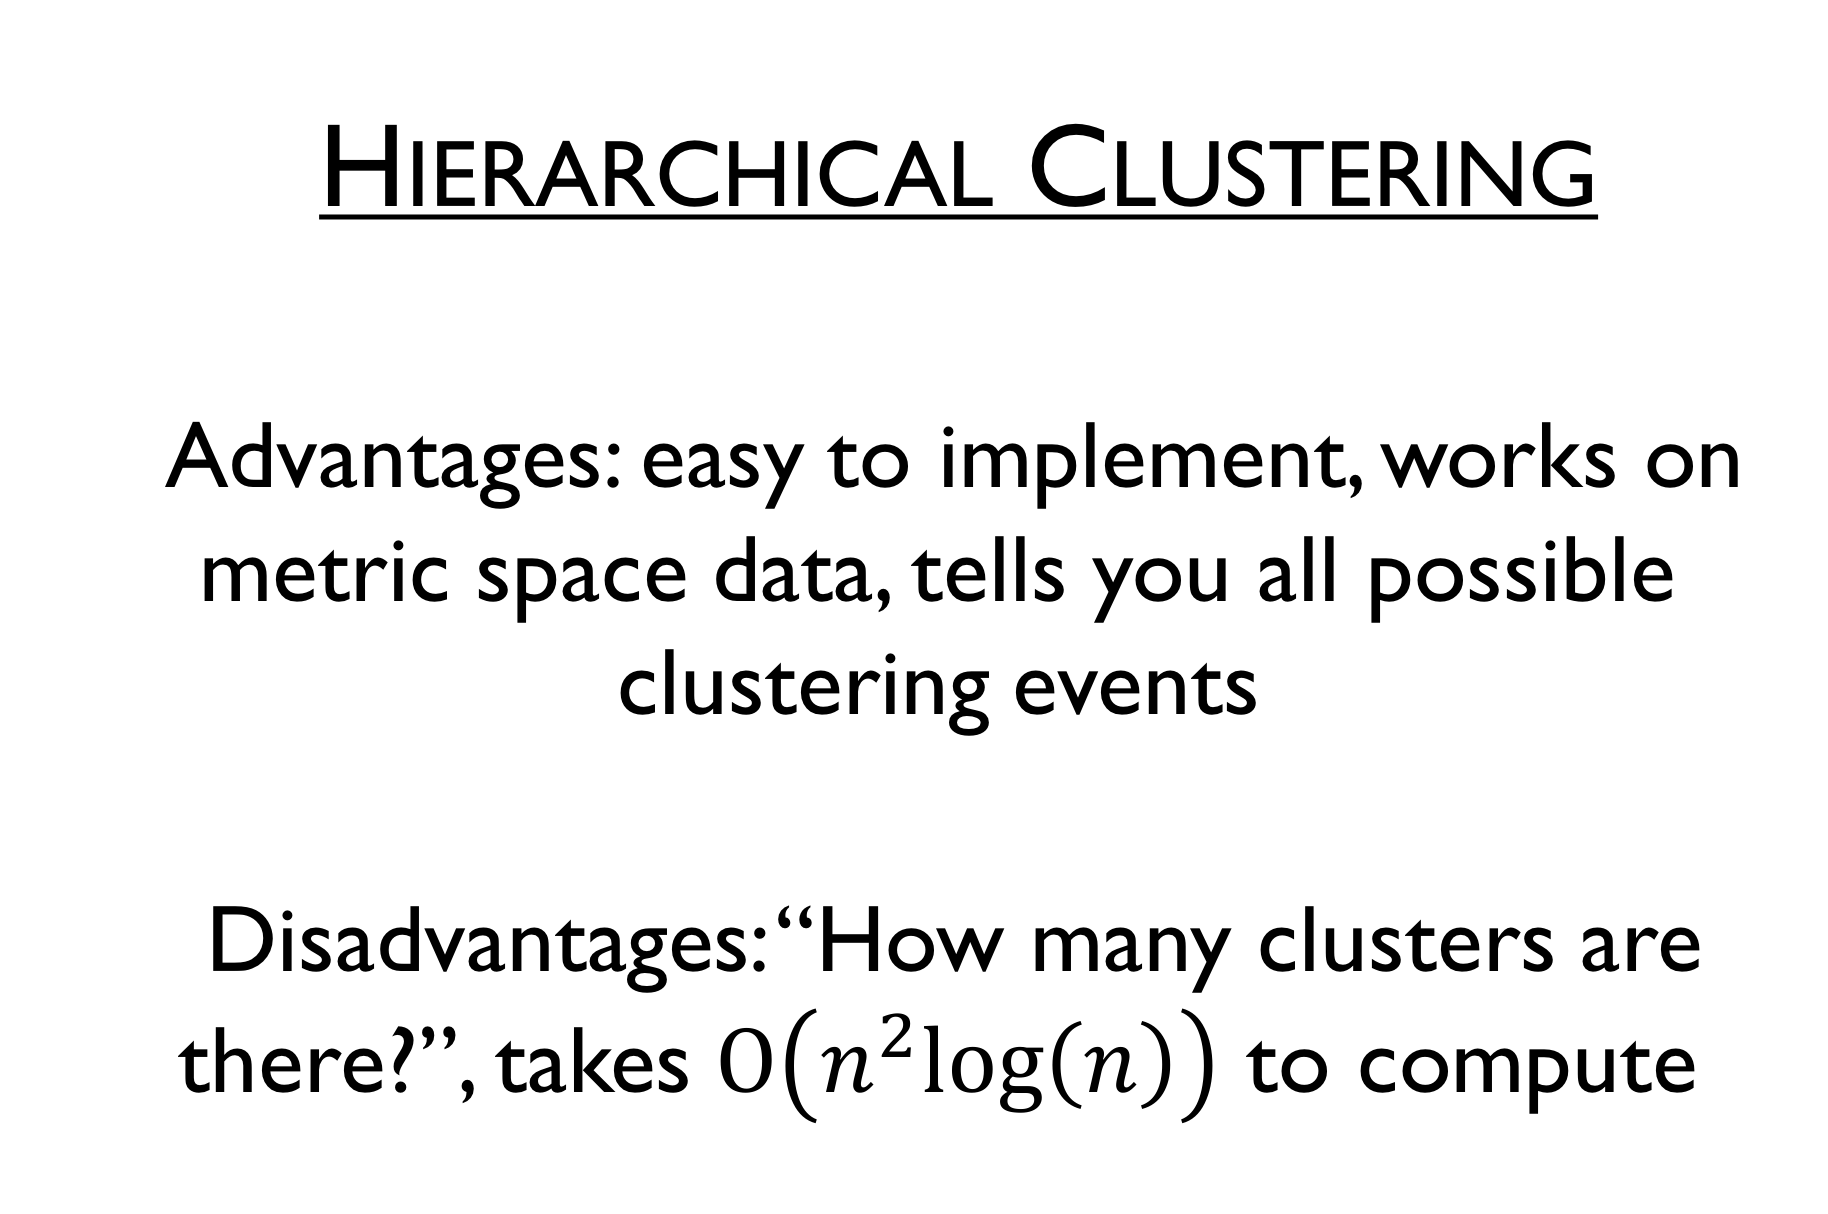 HIERARCHICAL CLUSTERING
Advantages: easy to implement, works on
metric space data, tells you all possible
clustering events
Disadvantages: “How many clusters are
there?”, takes O(n²log(n)) to compute